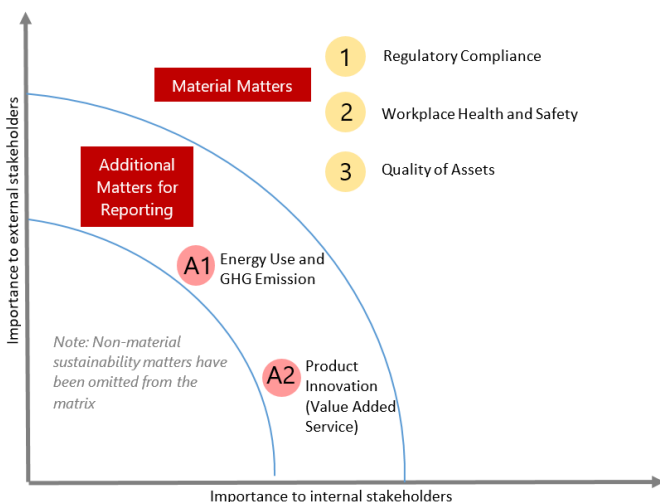 1
Regulatory Compliance
Material Matters
2
Workplace Health and Safety
3
Quality of Assets
Additional
Matters for
Reporting
A1
Energy Use and
GHG Emission
Note: Non-material
sustainability matters have
been omitted from the
matrix
A2
Product
Innovation
(Value Added
Service)
Importance to external stakeholders
Importance to internal stakeholders